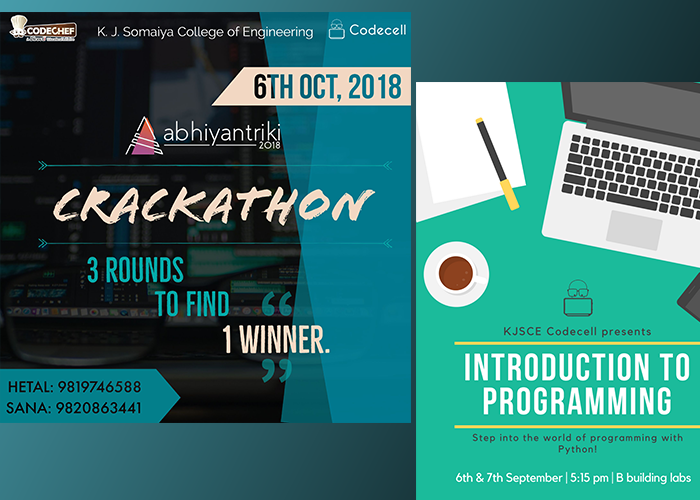 CODECHEF
K. J. Somaiya College of Engineering
Codecell
6TH OCT, 2018
abhiyantriki
2018
CRACKATHON
3 ROUNDS
TO FIND
“
1 WINNER.
”
HETAL: 9819746588
SANA: 9820863441
KJSCE Codecell presents
INTRODUCTION TO
PROGRAMMING
Step into the world of programming with
Python!
6th & 7th September | 5:15 pm | B building labs